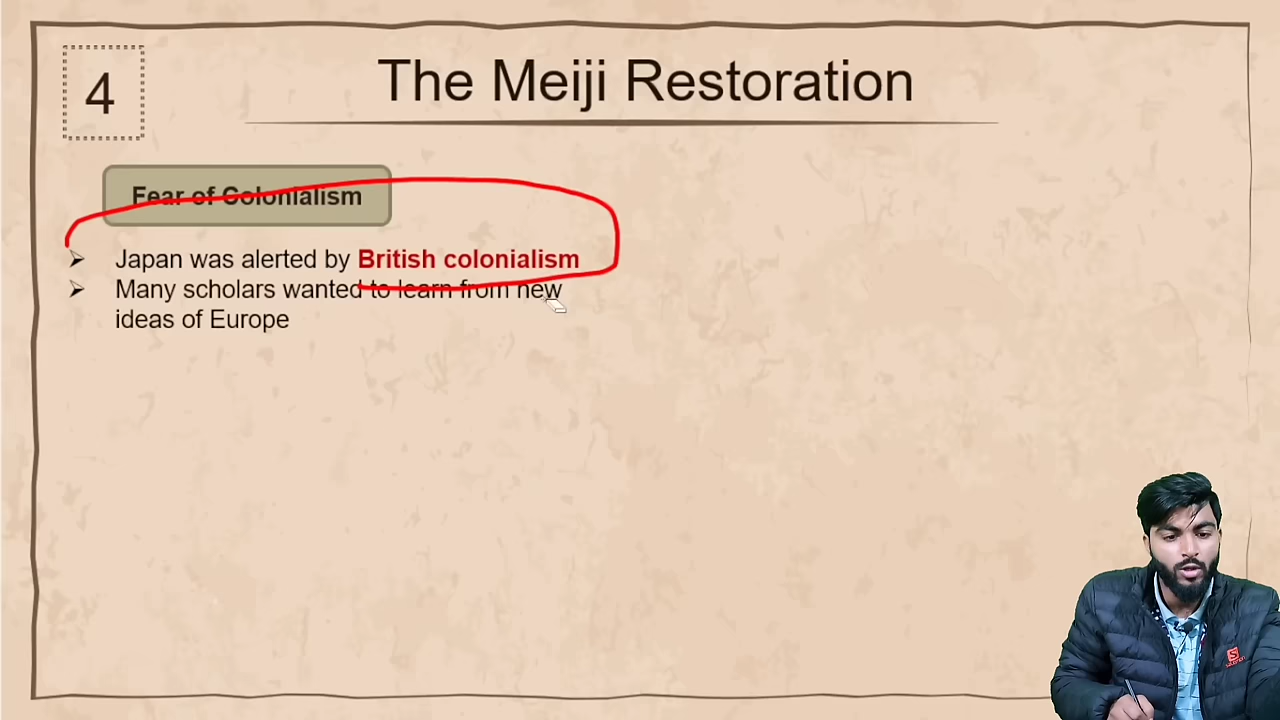 4
The Meiji Restoration
Fear of Colonialism
➢ Japan was alerted by British colonialism
➢ Many scholars wanted to learn from new
ideas of Europe
S